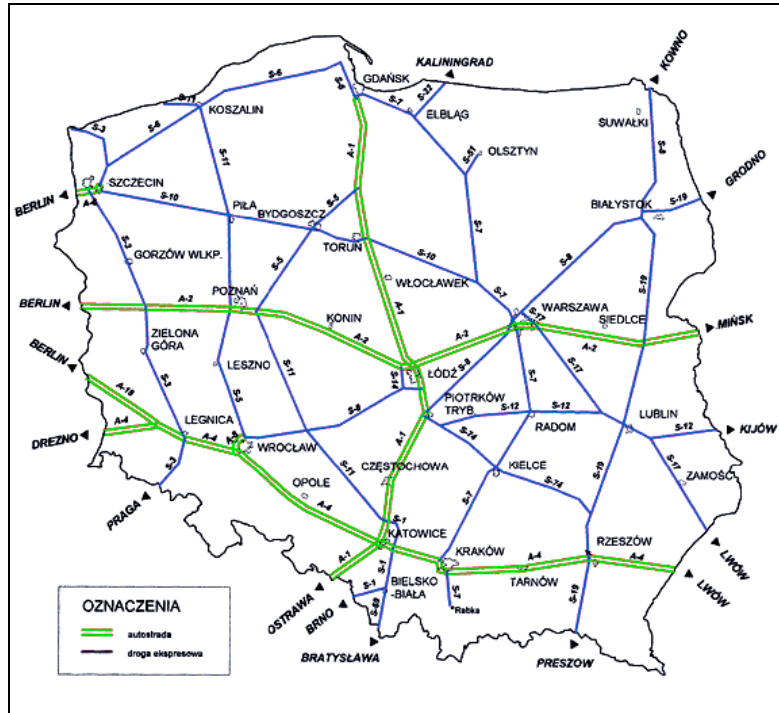 KALININGRAD
KOWNO
S-6
S-6
GDAŃSK
S-7
S-22
S-11
KOSZALIN
ELBLĄG
SUWAŁKI
S-3
S-6
A-1
S-51
OLSZTYN
S-8
GRODNO
S-11
SZCZECIN
BERLIN
A-6
S-10
S-5
S-19
BIAŁYSTOK
PIŁA
BYDGOSZCZ
S-3
TORUŃ
S-7
S-8
GORZÓW WLKP.
S-5
S-10
S-19
WŁOCŁAWEK
BERLIN
A-2
POZNAŃ
A-1
S-7
WARSZAWA
S-17
SIEDLCE
MIŃSK
KONIN
A-2
A-2
A-2
ZIELONA
GÓRA
BERLIN
LESZNO
S-11
ŁÓDŹ
S-14
S-8
S-7
S-17
S-3
A-18
S-5
PIOTRKÓW
TRYB.
S-12
S-12
LEGNICA
S-8
RADOM
LUBLIN
S-12
KIJÓW
DREZNO
A-4
A-4
WROCŁAW
A-1
S-74
S-3
S-11
CZĘSTOCHOWA
KIELCE
S-19
S-17
ZAMOŚĆ
PRAGA
OPOLE
A-4
S-7
S-74
S-1
KATOWICE
LWÓW
A-1
S-1
KRAKÓW
RZESZÓW
A-4
A-4
OSTRAWA
S-1
BIELSKO
-BIAŁA
TARNÓW
LWÓW
BRNO
S-69
S-7
Rabka
S-19
BRATYSŁAWA
PRESZOW
OZNACZENIA
autostrada
droga ekspresowa